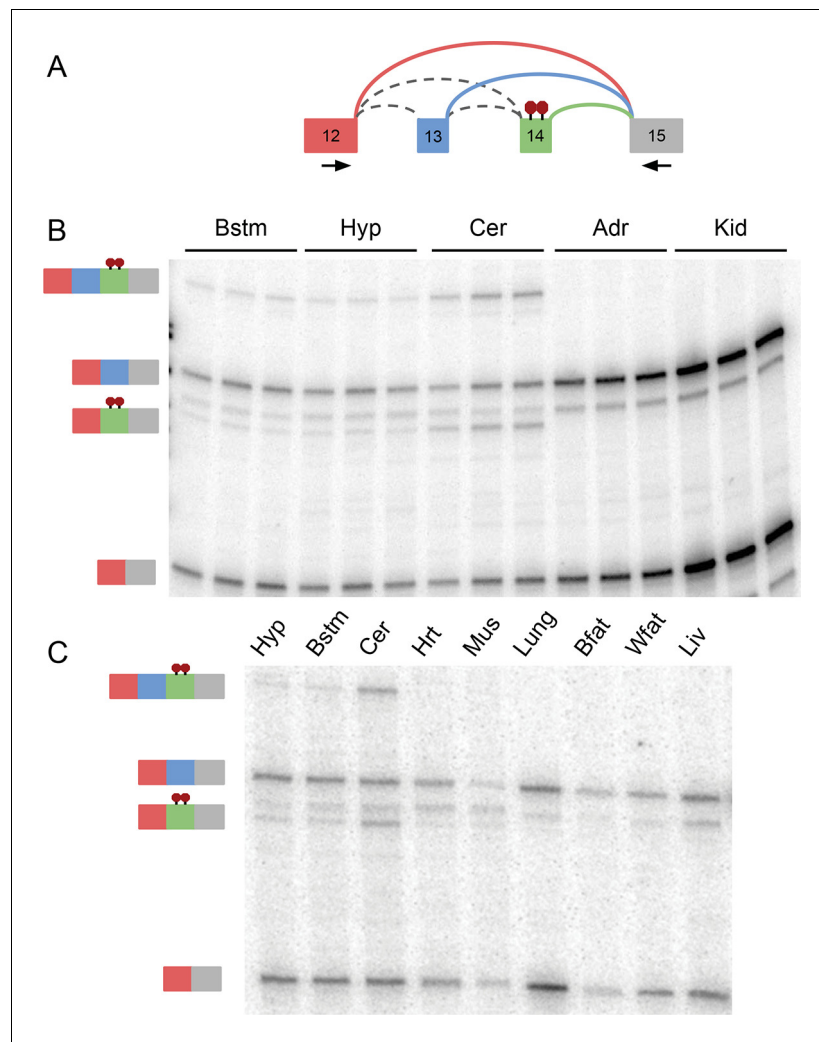 A
12 13 14 15
B
Bstm Hyp Cer Adr Kid
C
Hyp Bstm Cer Hrt Mus Lung Bfat Wfat Liv